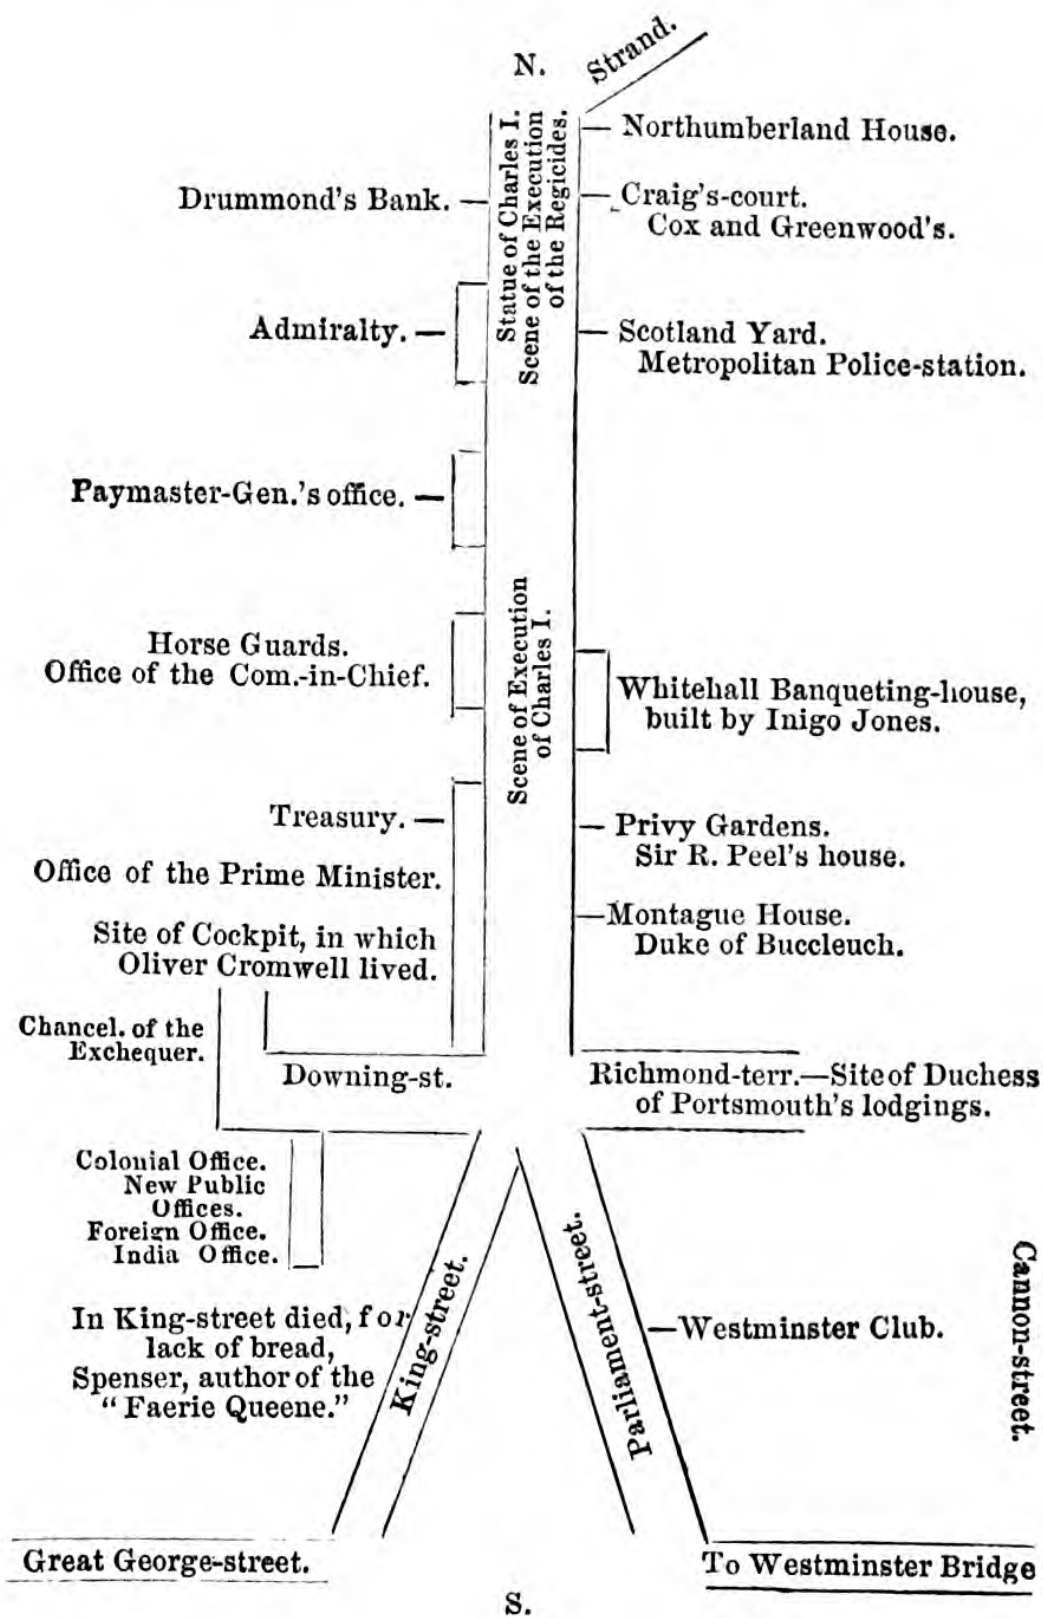 N.
Strand.
Statue of Charles I.
Scene of the Execution
of the Regicides.
Northumberland House.
Drummond's Bank.
Craig's-court.
Cox and Greenwood's.
Admiralty.
Scotland Yard.
Metropolitan Police-station.
Paymaster-Gen.'s office.
Scene of Execution
of Charles I.
Horse Guards.
Office of the Com.-in-Chief.
Whitehall Banqueting-house,
built by Inigo Jones.
Treasury.
Office of the Prime Minister.
Site of Cockpit, in which
Oliver Cromwell lived.
Privy Gardens.
Sir R. Peel's house.
Montague House.
Duke of Buccleuch.
Chancel. of the
Exchequer.
Downing-st.
Richmond-terr.—Site of Duchess
of Portsmouth's lodgings.
Colonial Office.
New Public
Offices.
Foreign Office.
India Office.
In King-street died, for
lack of bread,
Spenser, author of the
"Faerie Queene."
King-street.
Parliament-street.
Westminster Club.
Cannon-street.
Great George-street.
To Westminster Bridge
S.